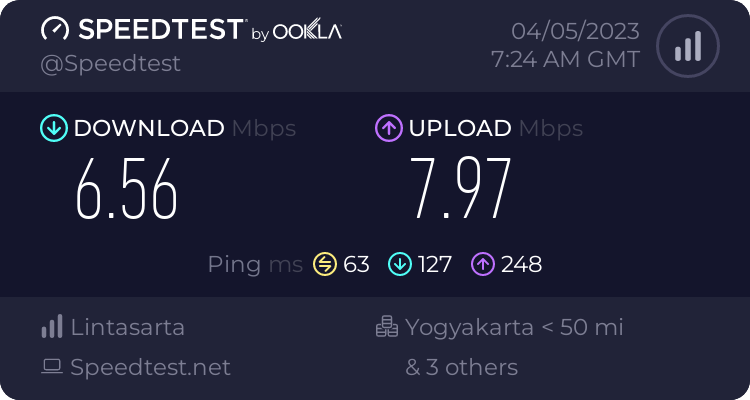 SPEEDTEST by OOKLA
@Speedtest
04/05/2023
7:24 AM GMT
DOWNLOAD Mbps
6.56
UPLOAD Mbps
7.97
Ping ms 63 127 248
Lintasarta
Speedtest.net
Yogyakarta < 50 mi
& 3 others